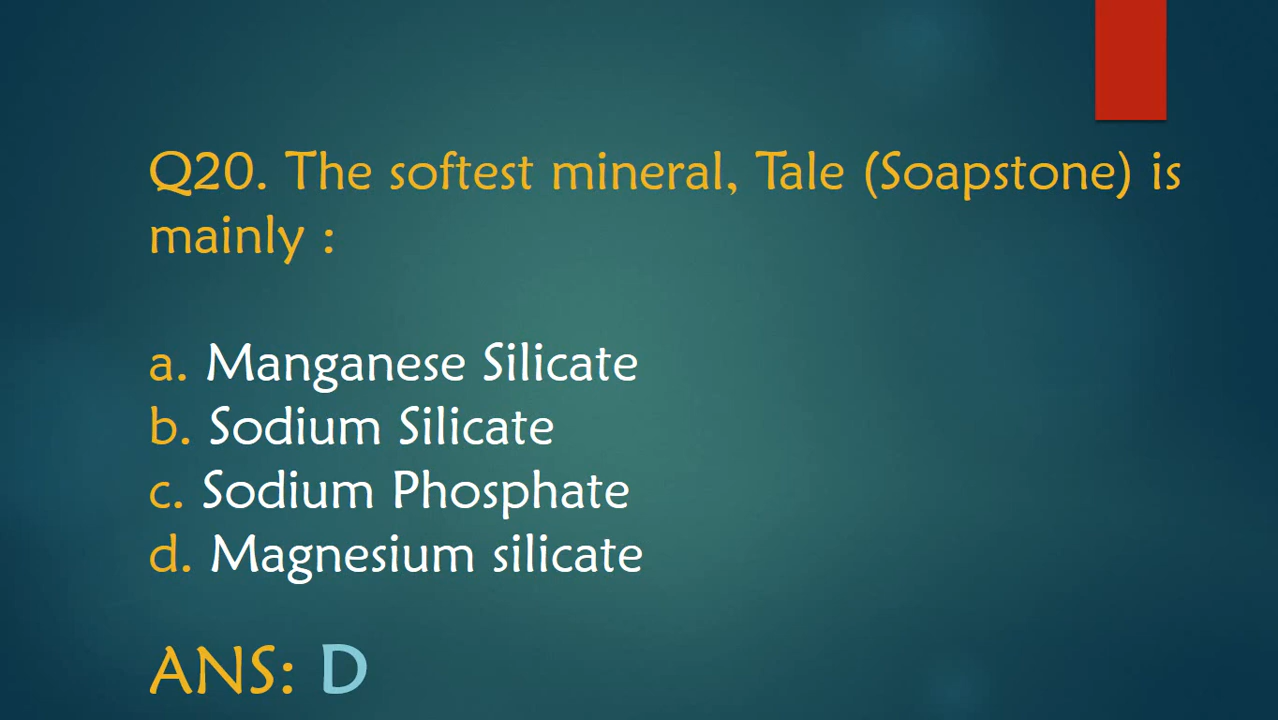 Q20. The softest mineral, Tale (Soapstone) is
mainly :
a. Manganese Silicate
b. Sodium Silicate
c. Sodium Phosphate
d. Magnesium silicate
ANS: D